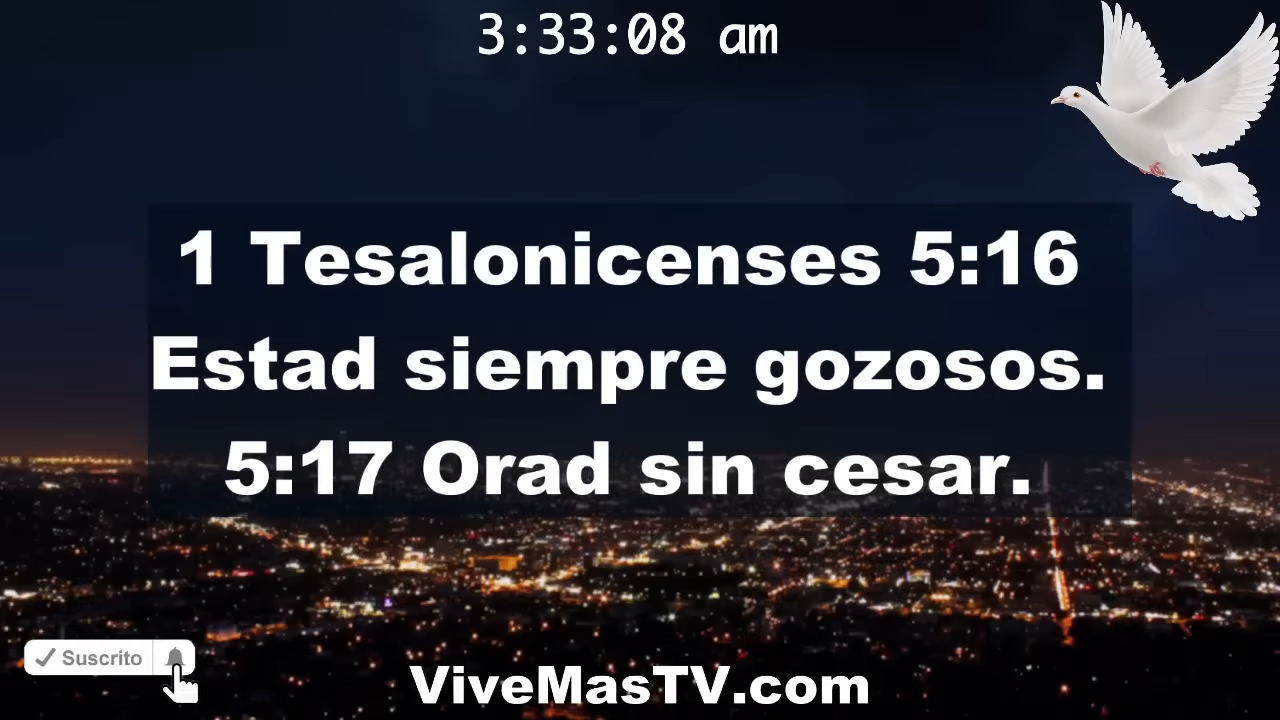 3:33:08 am
1 Tesalonicenses 5:16
Estad siempre gozosos.
5:17 Orad sin cesar.
Suscrito
ViveMasTV.com